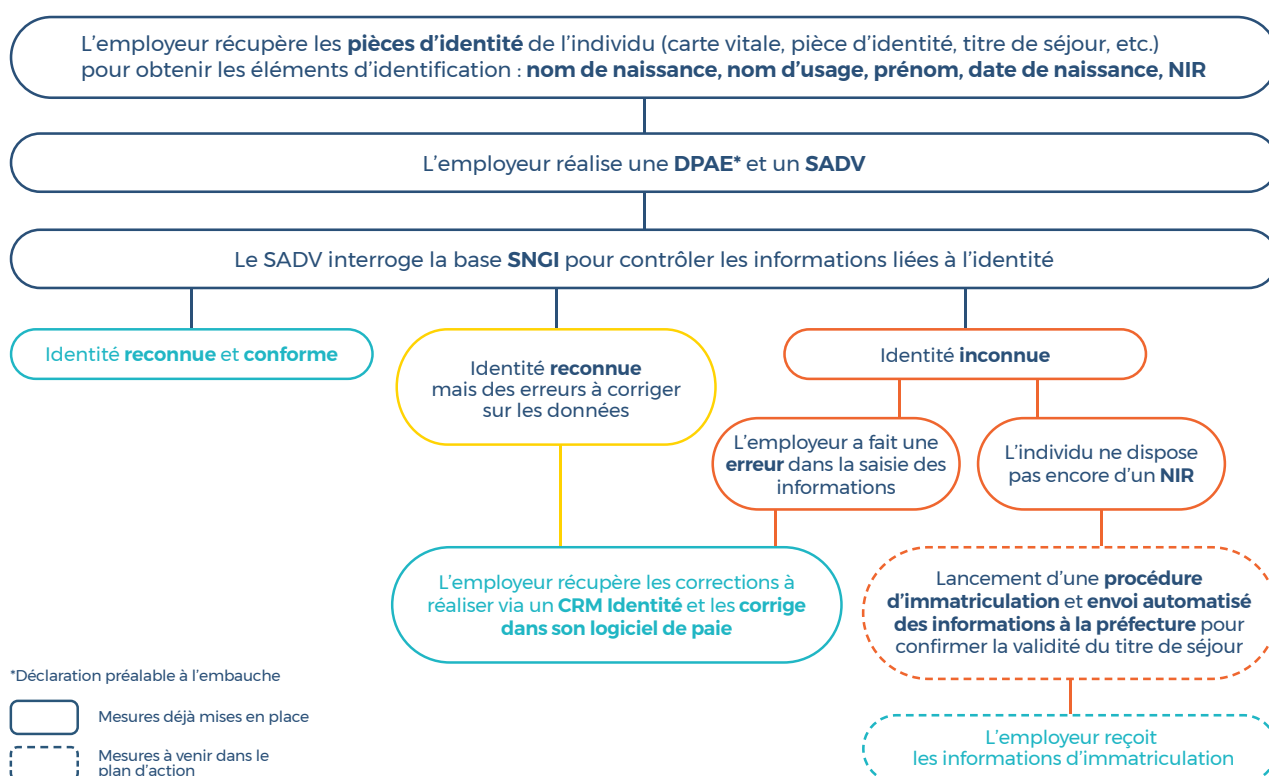 L'employeur récupère les pièces d'identité de l'individu (carte vitale, pièce d'identité, titre de séjour, etc.)
pour obtenir les éléments d'identification : nom de naissance, nom d'usage, prénom, date de naissance, NIR
L'employeur réalise une DPAE* et un SADV
Le SADV interroge la base SNGI pour contrôler les informations liées à l'identité
Identité reconnue et conforme
Identité reconnue
mais des erreurs à corriger
sur les données
Identité inconnue
L'employeur a fait une
erreur dans la saisie des
informations
L'individu ne dispose
pas encore d'un NIR
L'employeur récupère les corrections à
réaliser via un CRM Identité et les corrige
dans son logiciel de paie
Lancement d'une procédure
d'immatriculation et envoi automatisé
des informations à la préfecture pour
confirmer la validité du titre de séjour
L'employeur reçoit
les informations d'immatriculation
*Déclaration préalable à l'embauche
Mesures déjà mises en place
Mesures à venir dans le
plan d'action